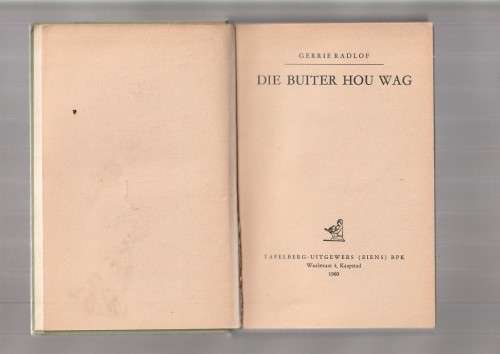 GERRIE RADLOF
DIE BUITER HOU WAG
TAFELBERG-UITGEWERS (EIENS) BPK
Waalstraat 4, Kaapstad
1960